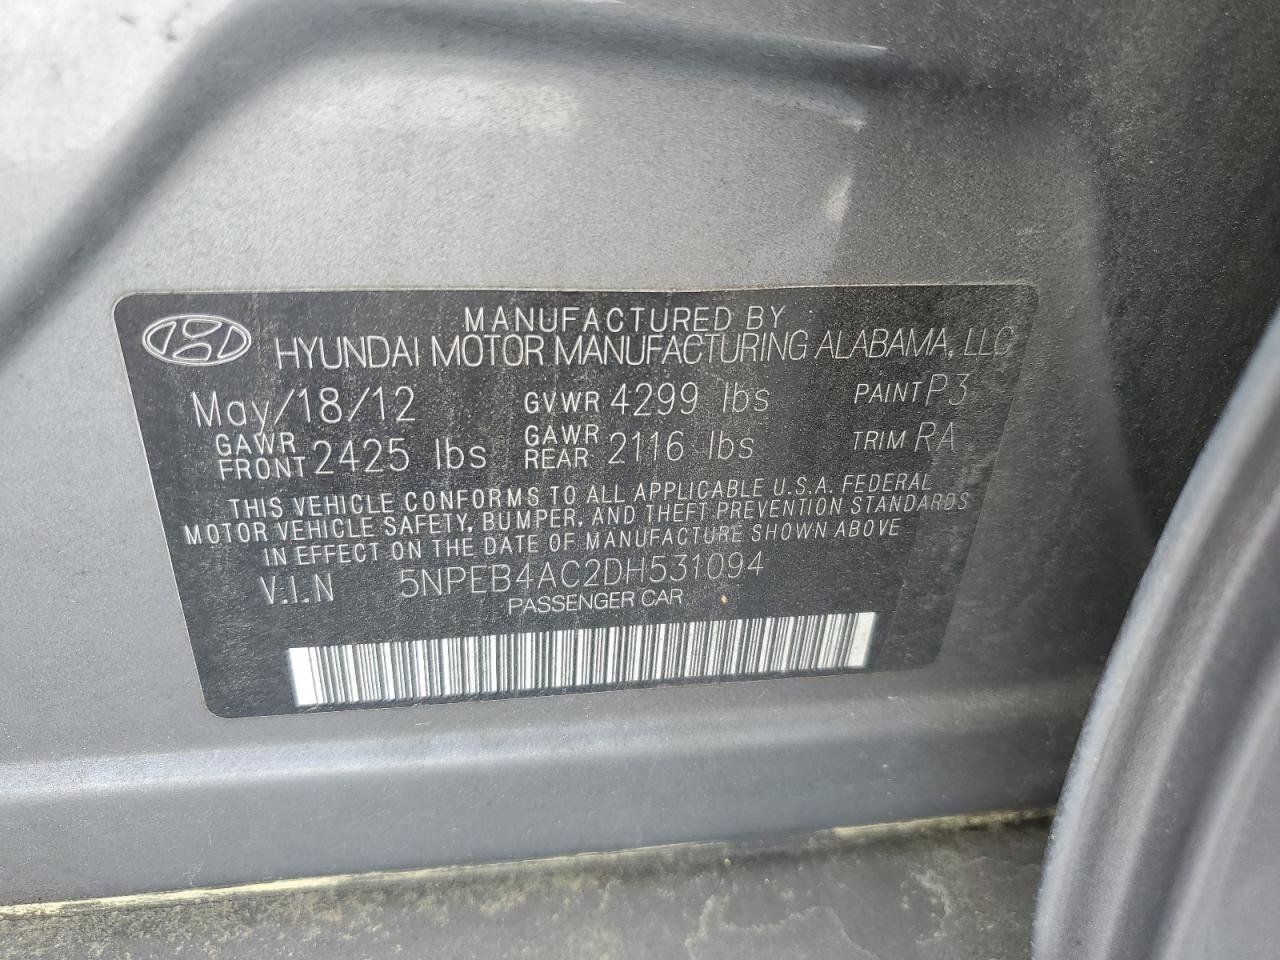 MANUFACTURED BY
HYUNDAI MOTOR MANUFACTURING ALABAMA, LLC
May/18/12 GVWR 4299 lbs PAINT P3
GAWR FRONT 2425 lbs GAWR REAR 2116 lbs TRIM RA
THIS VEHICLE CONFORMS TO ALL APPLICABLE U.S.A. FEDERAL
MOTOR VEHICLE SAFETY, BUMPER, AND THEFT PREVENTION STANDARDS
IN EFFECT ON THE DATE OF MANUFACTURE SHOWN ABOVE
V.I.N 5NPEB4AC2DH531094
PASSENGER CAR